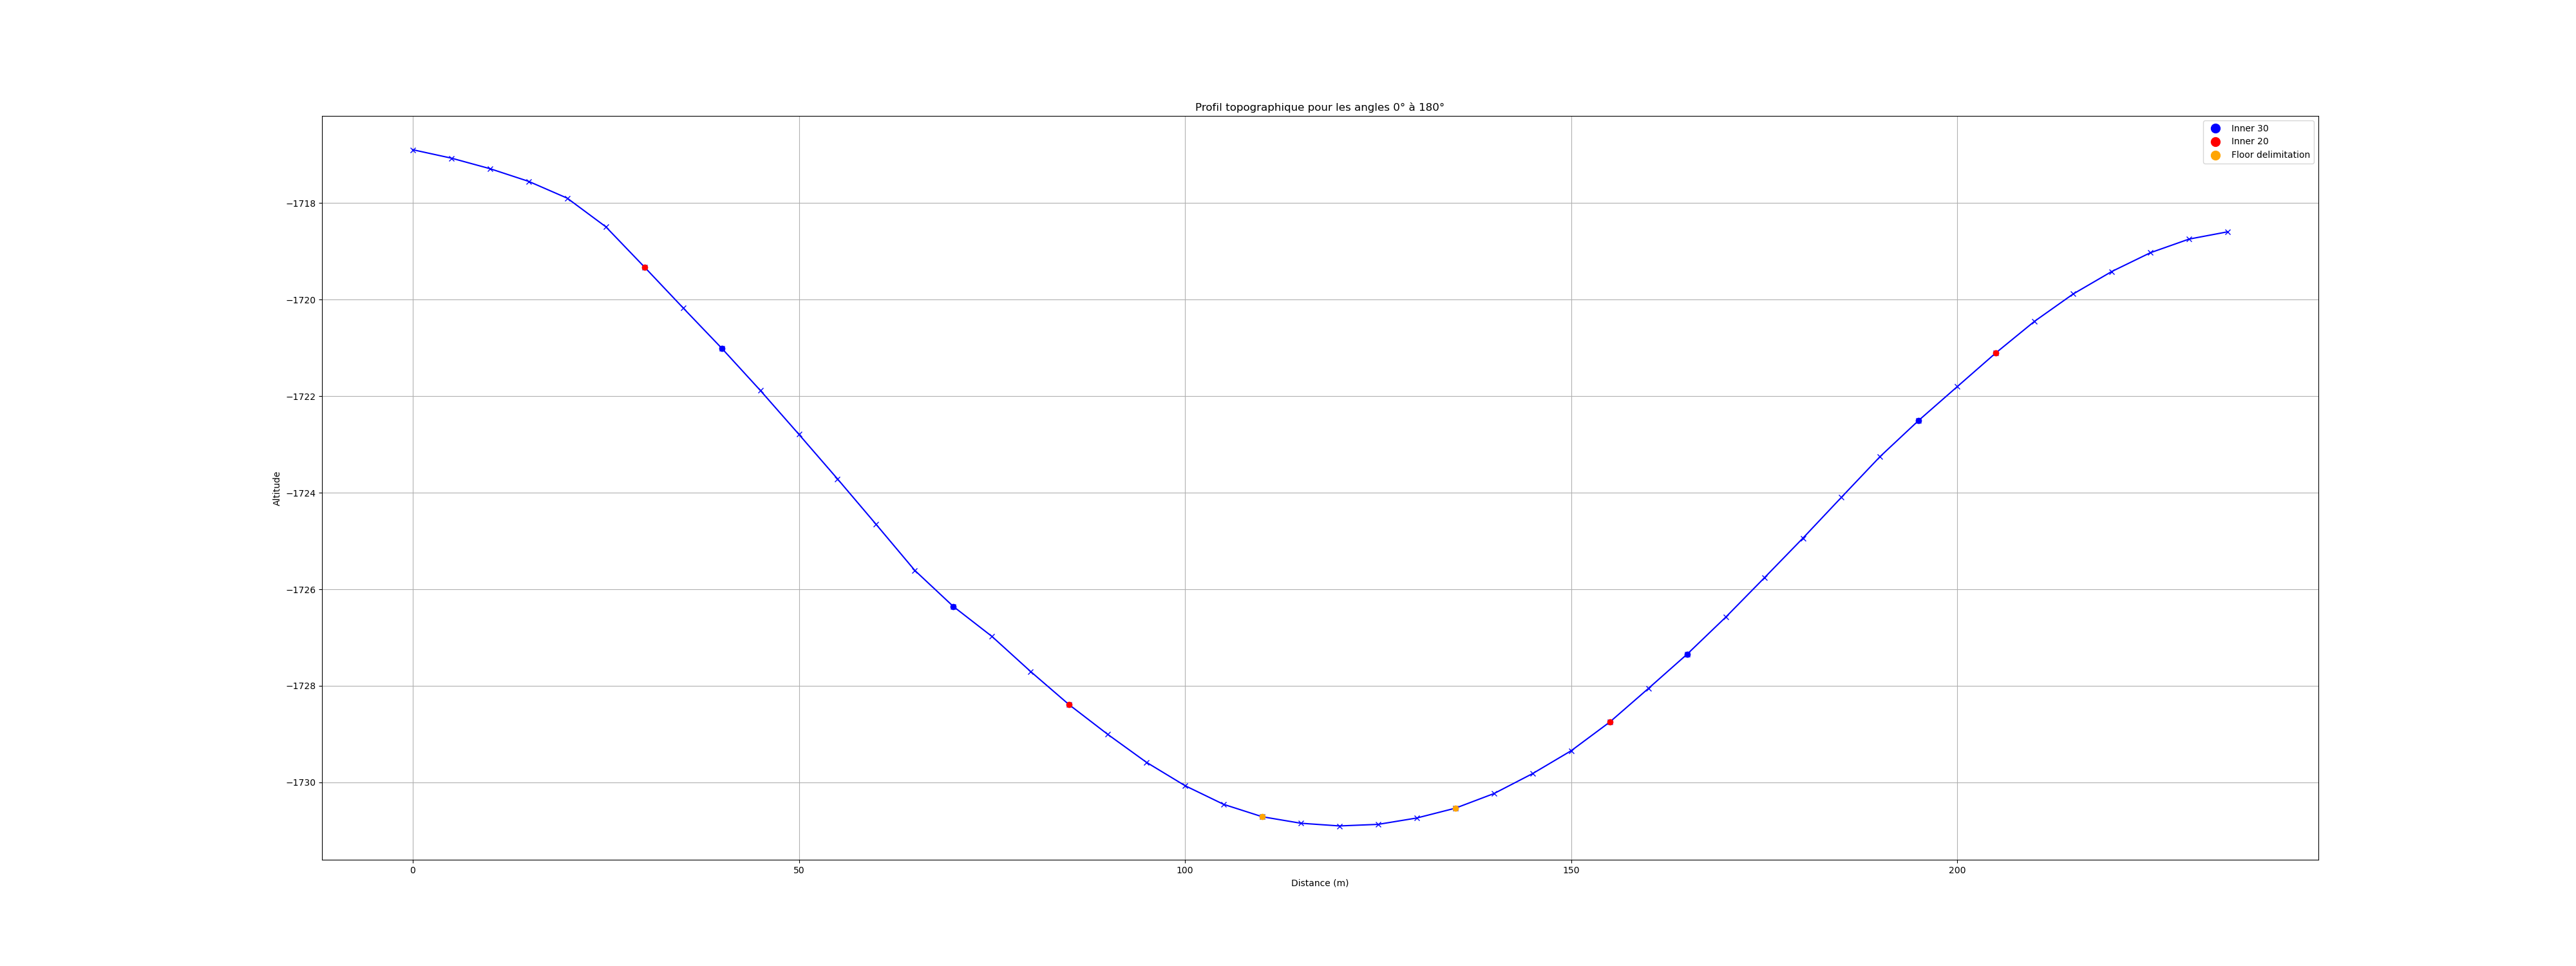 Profil topographique pour les angles 0° à 180°
Inner 30
Inner 20
Floor delimitation
Altitude
−1718
−1720
−1722
−1724
−1726
−1728
−1730
0 50 100 150 200
Distance (m)